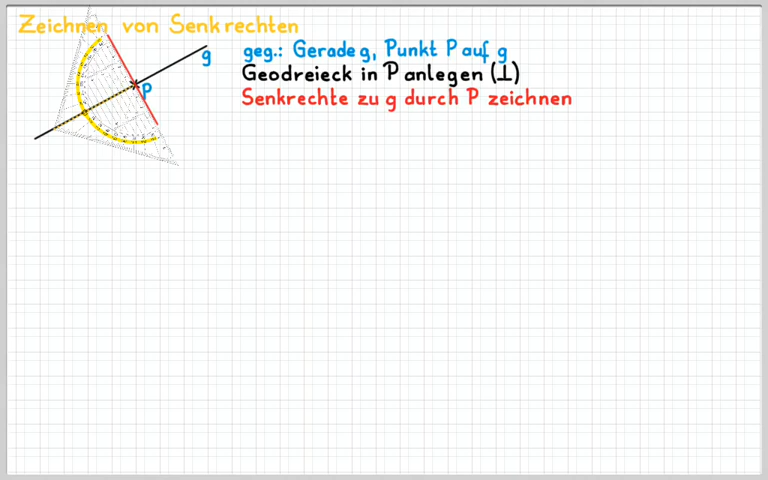 Zeichnen von Senkrechten
geg.: Gerade g, Punkt P auf g
Geodreieck in P anlegen (⊥)
Senkrechte zu g durch P zeichnen
g
P